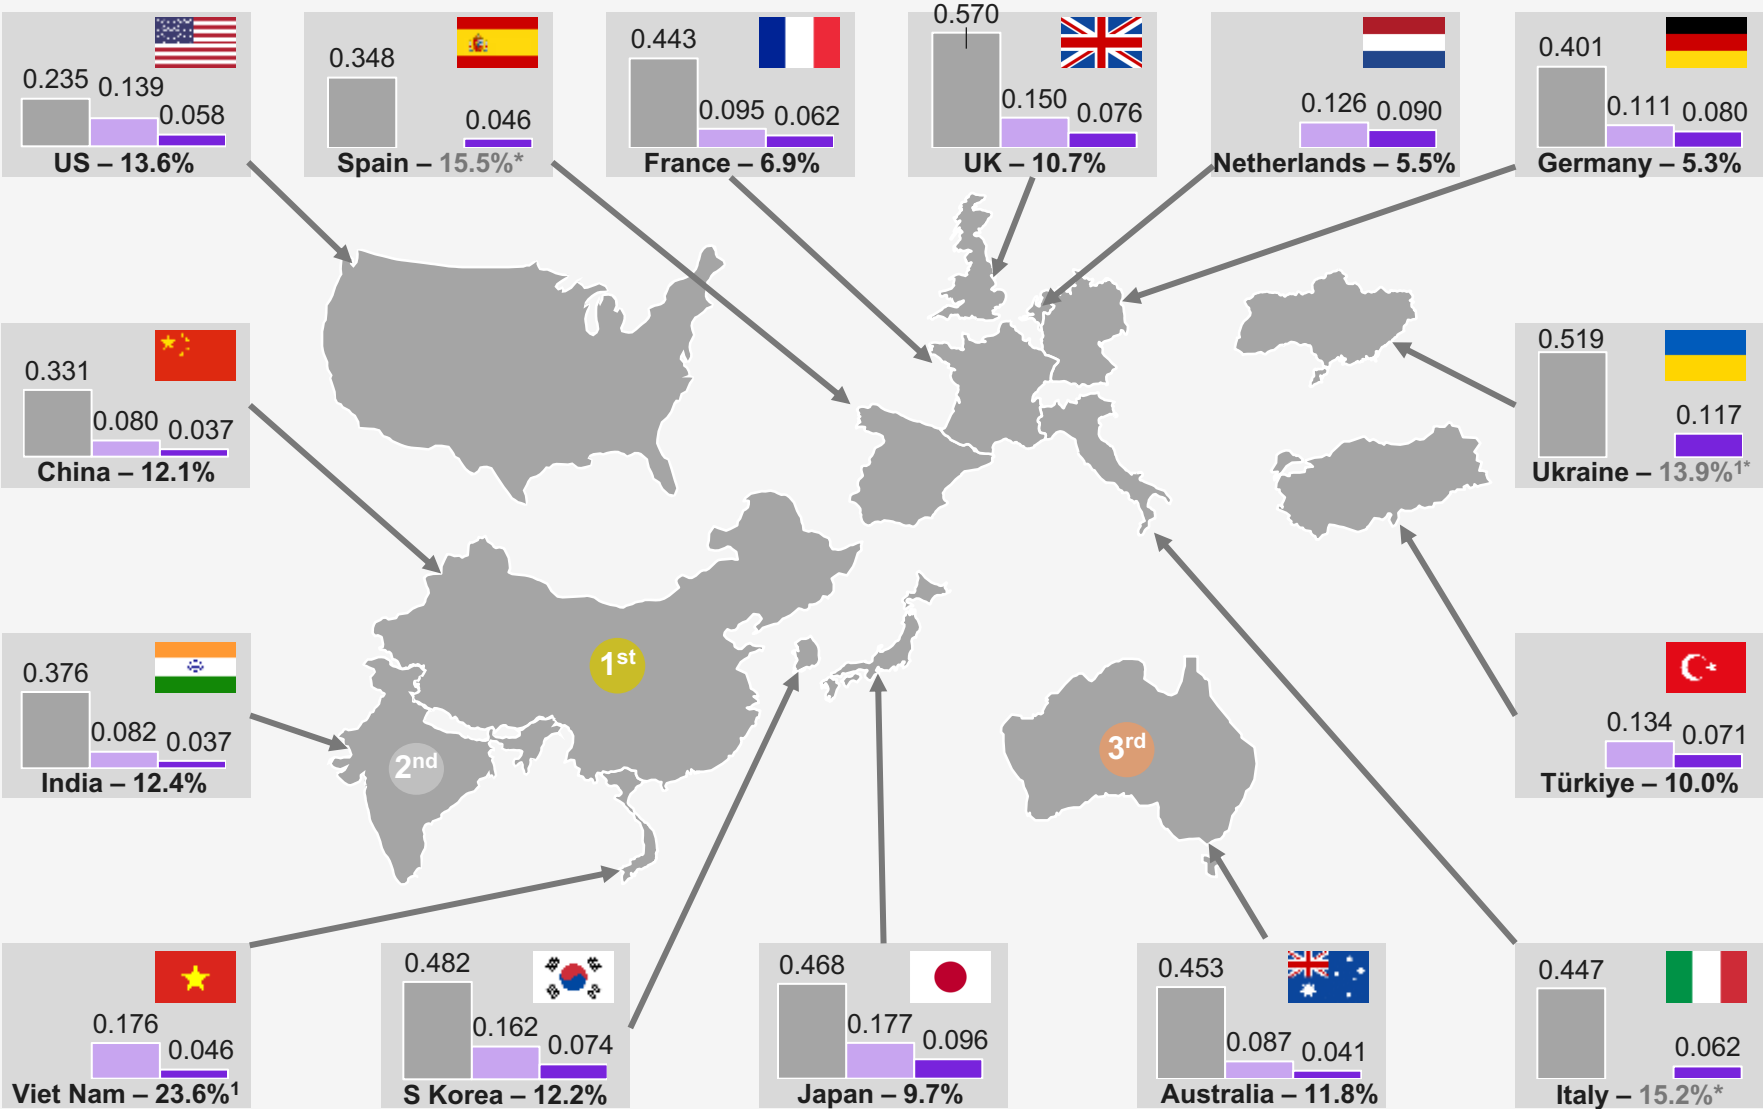 0.235
0.139
0.058
US – 13.6%
0.348
0.046
Spain – 15.5%*
0.443
0.095
0.062
France – 6.9%
0.570
0.150
0.076
UK – 10.7%
0.126
0.090
Netherlands – 5.5%
0.401
0.111
0.080
Germany – 5.3%
0.331
0.080
0.037
China – 12.1%
0.519
0.117
Ukraine – 13.9%¹*
0.376
0.082
0.037
India – 12.4%
1st
2nd
3rd
0.134
0.071
Türkiye – 10.0%
0.176
0.046
Viet Nam – 23.6%¹
0.482
0.162
0.074
S Korea – 12.2%
0.468
0.177
0.096
Japan – 9.7%
0.453
0.087
0.041
Australia – 11.8%
0.447
0.062
Italy – 15.2%*